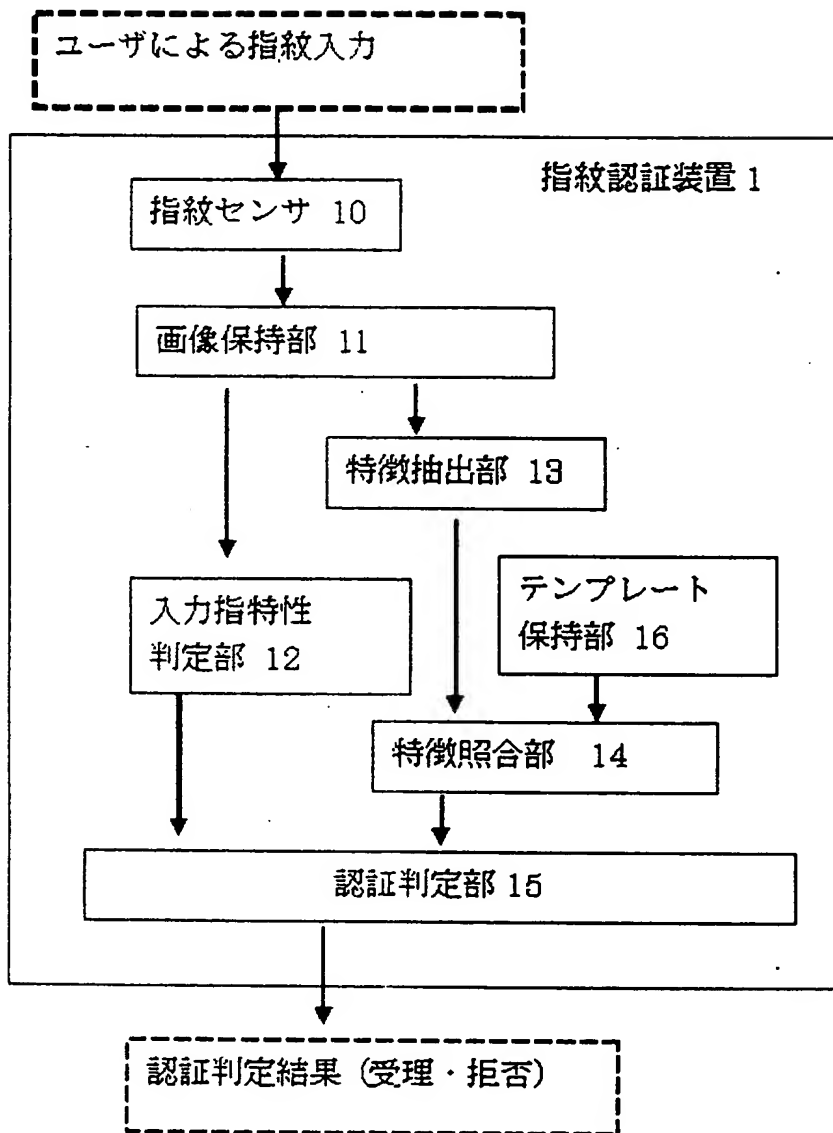 ユーザによる指紋入力
指紋認証装置 1
指紋センサ 10
画像保持部 11
特徴抽出部 13
入力指特性
判定部 12
テンプレート
保持部 16
特徴照合部 14
認証判定部 15
認証判定結果 (受理・拒否)